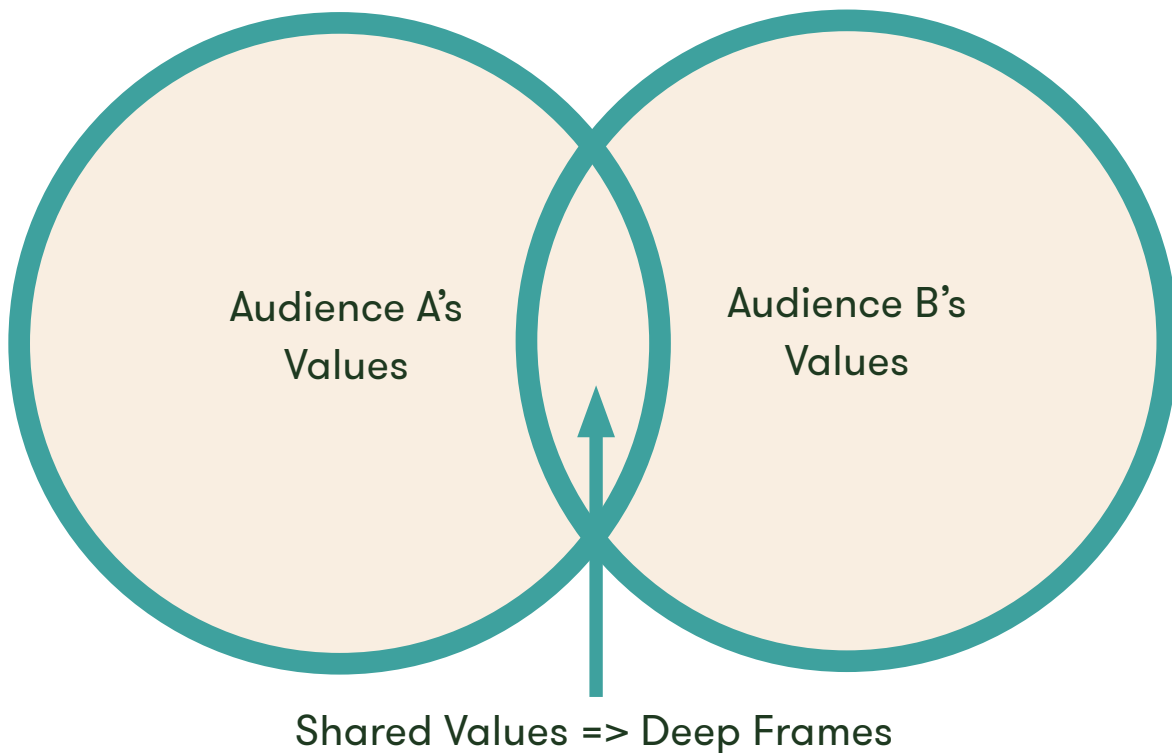 Audience A’s
Values
Audience B’s
Values
Shared Values => Deep Frames